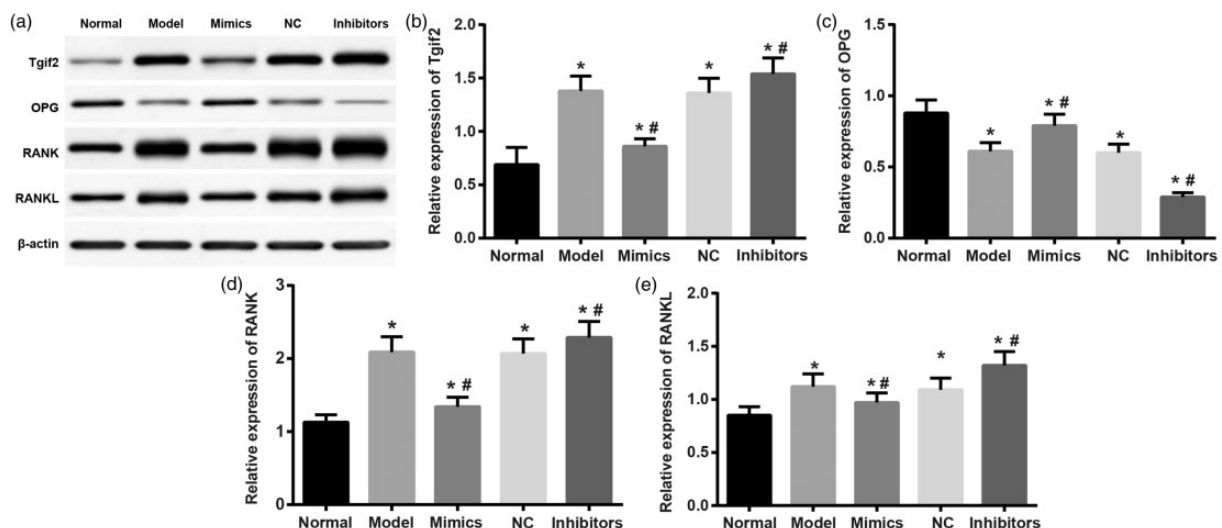 (a)
Normal Model Mimics NC Inhibitors
Tgif2
OPG
RANK
RANKL
β-actin
(b)
Relative expression of Tgif2
2.0
1.5
1.0
0.5
0.0
*
* #
*
* #
Normal Model Mimics NC Inhibitors
(c)
Relative expression of OPG
1.5
1.0
0.5
0.0
*
* #
*
* #
Normal Model Mimics NC Inhibitors
(d)
Relative expression of RANK
3
2
1
0
*
* #
*
* #
Normal Model Mimics NC Inhibitors
(e)
Relative expression of RANKL
2.0
1.5
1.0
0.5
0.0
*
* #
*
* #
Normal Model Mimics NC Inhibitors